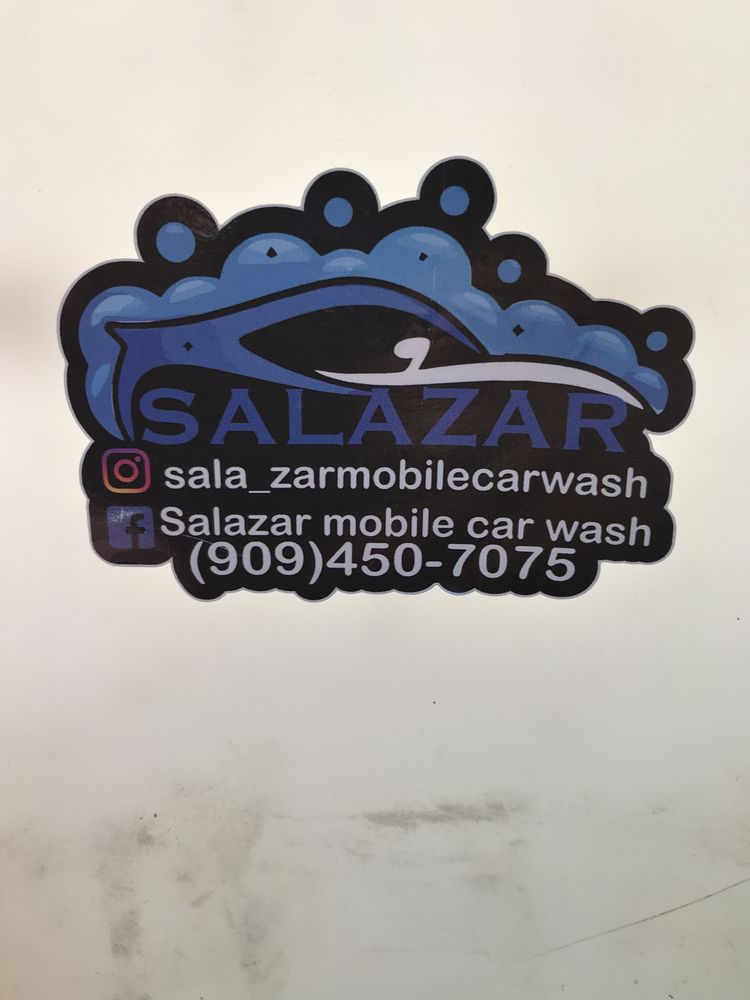 SALAZAR
sala_zarmobilecarwash
Salazar mobile car wash
(909)450-7075